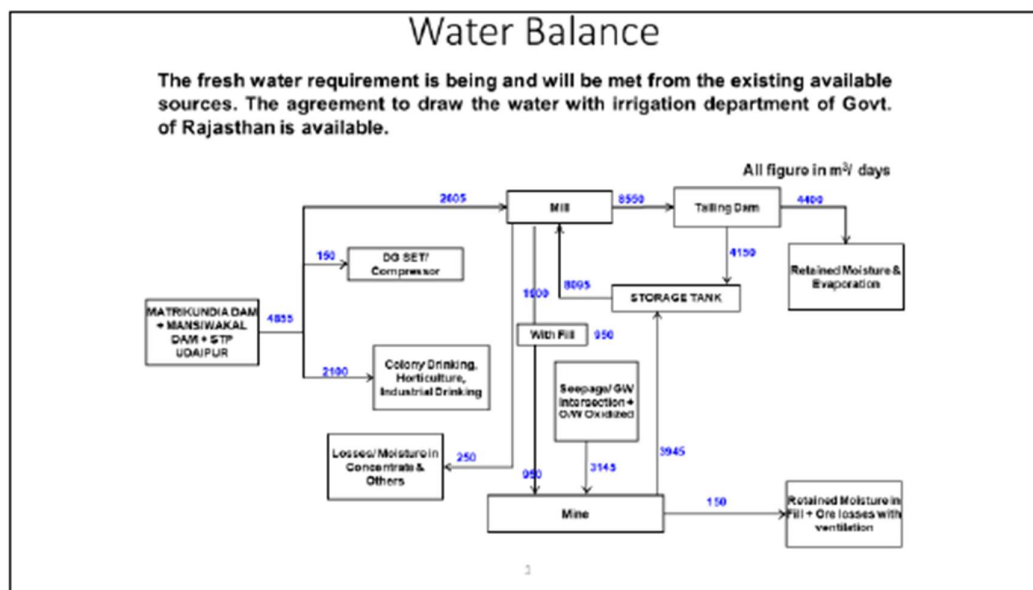 Water Balance
The fresh water requirement is being and will be met from the existing available
sources. The agreement to draw the water with irrigation department of Govt.
of Rajasthan is available.
All figure in m³/ days
2605
Mill
8550
Tailing Dam
4400
150
DG SET/
Compressor
4150
Retained Moisture &
Evaporation
1900
8095
STORAGE TANK
MATRIKUNDIA DAM
+ MANSIWAKAL
DAM + STP
UDAIPUR
4855
With Fill
950
2100
Colony Drinking,
Horticulture,
Industrial Drinking
Seepage/ GW
Intersection +
O/W Oxidized
Losses/ Moisture in
Concentrate &
Others
250
950
3145
3945
Mine
150
Retained Moisture in
Fill + Ore losses with
ventilation